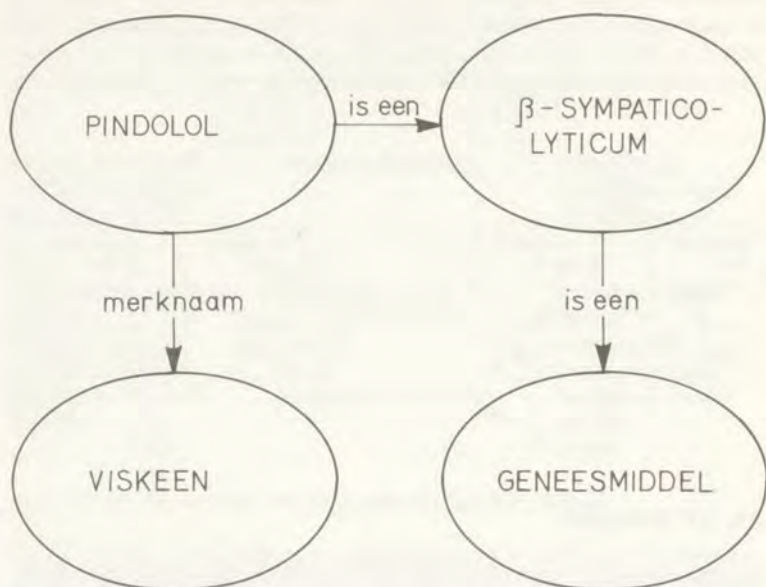 PINDOLOL
is een
β-SYMPATICO-
LYTICUM
merknaam
is een
VISKEEN
GENEESMIDDEL